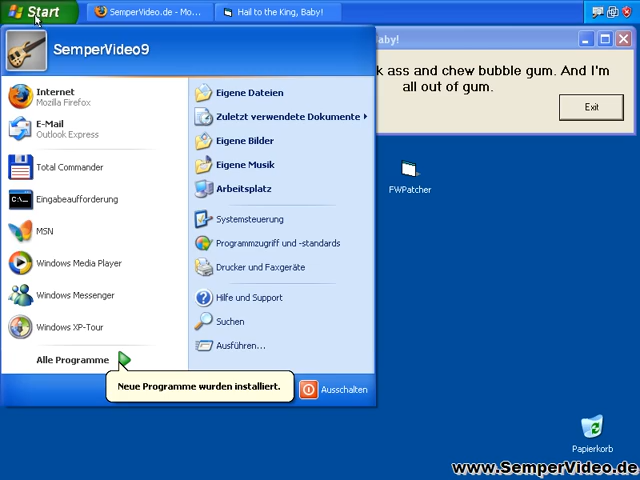 Start
SemperVideo.de - Mo...
Hail to the King, Baby!
SemperVideo9
aby!
k ass and chew bubble gum. And I'm
all out of gum.
Exit
Internet
Mozilla Firefox
E-Mail
Outlook Express
Total Commander
Eingabeaufforderung
MSN
Windows Media Player
Windows Messenger
Windows XP-Tour
Alle Programme
Eigene Dateien
Zuletzt verwendete Dokumente
Eigene Bilder
Eigene Musik
Arbeitsplatz
Systemsteuerung
Programmzugriff und -standards
Drucker und Faxgeräte
Hilfe und Support
Suchen
Ausführen...
Neue Programme wurden installiert.
Ausschalten
FWPatcher
Papierkorb
www.SemperVideo.de